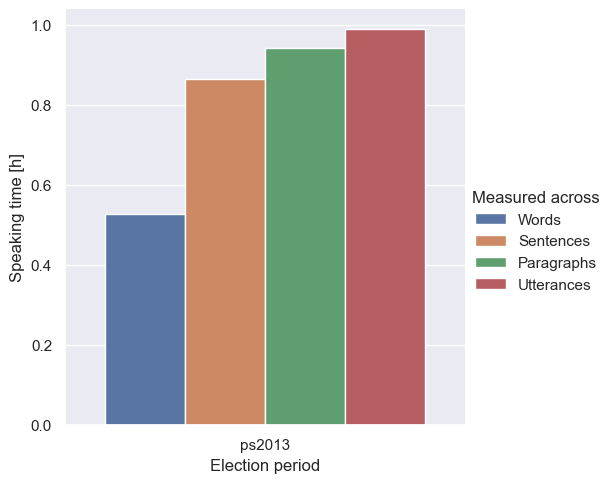 1.0
0.8
0.6
0.4
0.2
0.0
Speaking time [h]
ps2013
Election period
Measured across
Words
Sentences
Paragraphs
Utterances